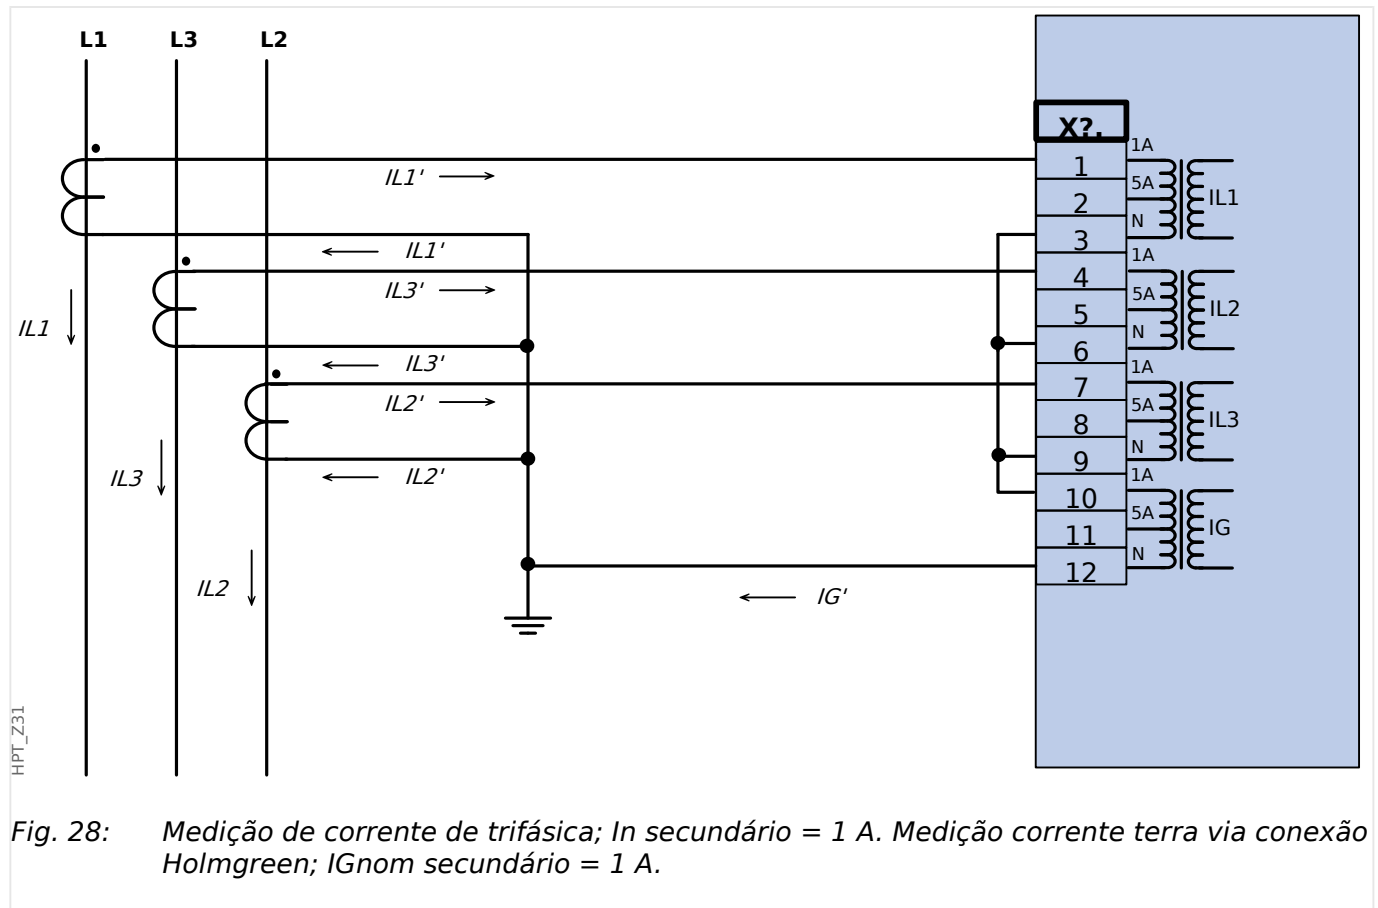 L1 L3 L2
X?.
1A
IL1' 1
5A
2 IL1
N
IL1' 3
1A
4
IL3' 5A
5 IL2
IL1
N
6
IL3' 1A
7
IL2' 5A
8 IL3
N
9
IL3 IL2' 1A
10
5A
11 IG
N
12
IL2 IG'
HPT_Z31
Fig. 28: Medição de corrente de trifásica; In secundário = 1 A. Medição corrente terra via conexão
Holmgreen; IGnom secundário = 1 A.